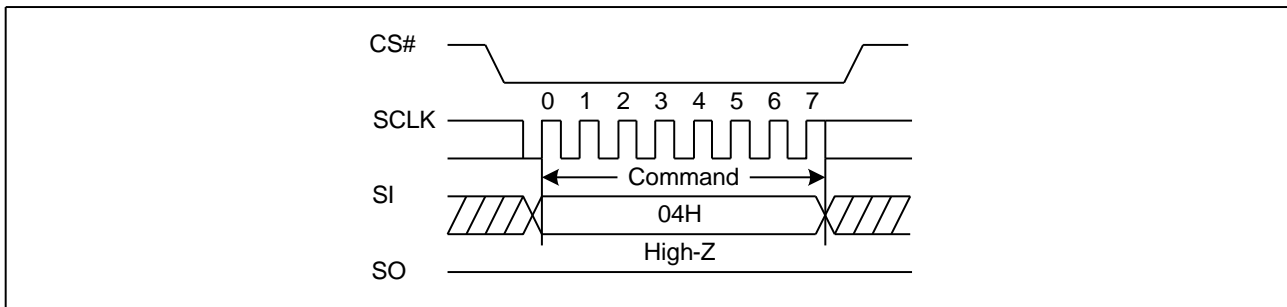 CS#
0 1 2 3 4 5 6 7
SCLK
Command
SI
04H
High-Z
SO